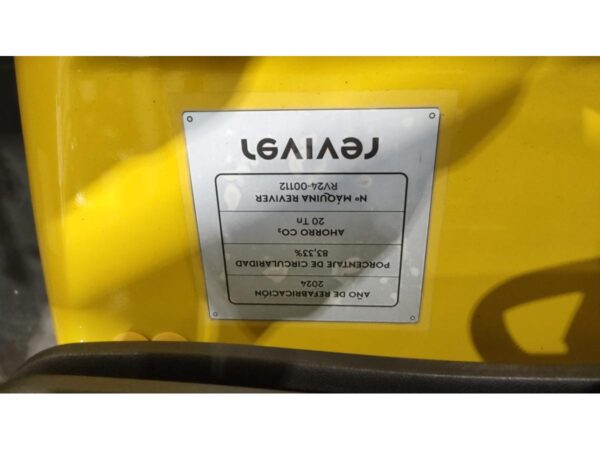 reviver
Nº MÁQUINA REVIVER
RV24-00112
AHORRO CO₂
20 Tn
PORCENTAJE DE CIRCULARIDAD
83,33%
AÑO DE REFABRICACIÓN
2024